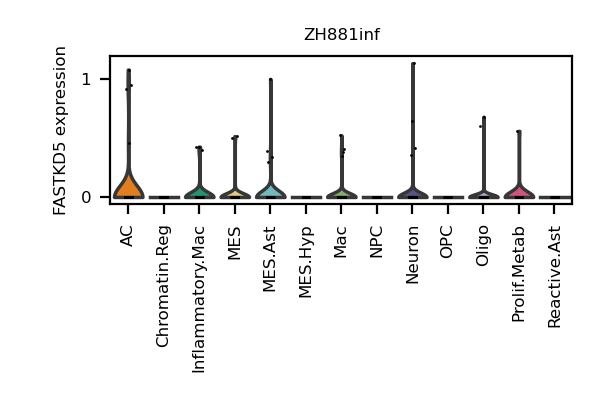 ZH881inf
FASTKD5 expression
1
0
AC
Chromatin.Reg
Inflammatory.Mac
MES
MES.Ast
MES.Hyp
Mac
NPC
Neuron
OPC
Oligo
Prolif.Metab
Reactive.Ast